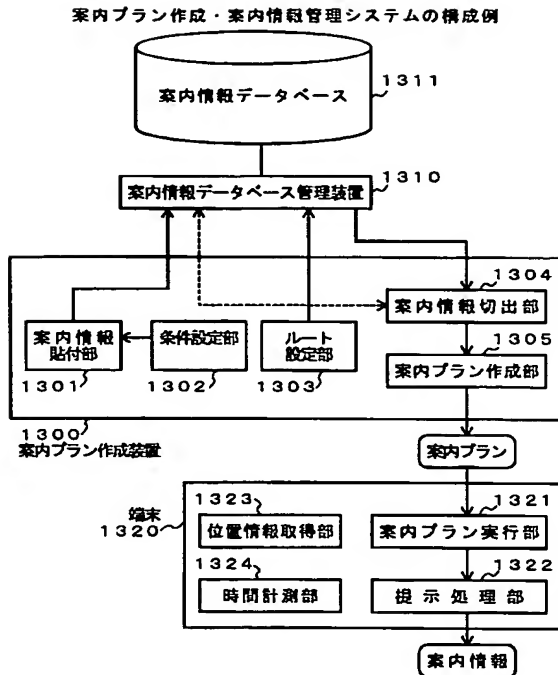 案内プラン作成・案内情報管理システムの構成例
案内情報データベース
1311
案内情報データベース管理装置
1310
1304
案内情報切出部
案内情報
貼付部
1301
条件設定部
1302
ルート
設定部
1303
1305
案内プラン作成部
1300
案内プラン作成装置
案内プラン
端末
1320
1323
位置情報取得部
1321
案内プラン実行部
1324
時間計測部
1322
提示処理部
案内情報